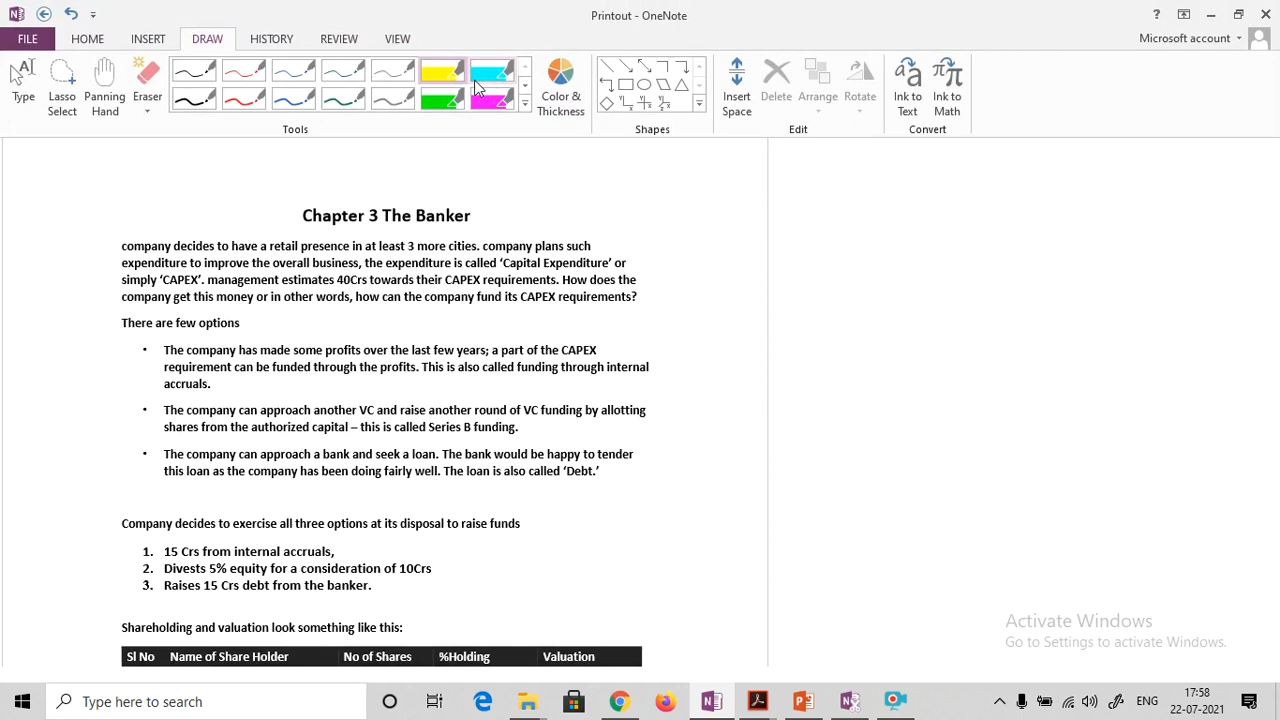 Printout - OneNote
?
FILE HOME INSERT DRAW HISTORY REVIEW VIEW
Microsoft account
Type
Lasso
Select
Panning
Hand
Eraser
Color &
Thickness
Insert
Space
Delete
Arrange
Rotate
Ink to
Text
Ink to
Math
Tools
Shapes
Edit
Convert
Chapter 3 The Banker
company decides to have a retail presence in at least 3 more cities. company plans such
expenditure to improve the overall business, the expenditure is called ‘Capital Expenditure’ or
simply ‘CAPEX’. management estimates 40Crs towards their CAPEX requirements. How does the
company get this money or in other words, how can the company fund its CAPEX requirements?
There are few options
• The company has made some profits over the last few years; a part of the CAPEX
requirement can be funded through the profits. This is also called funding through internal
accruals.
• The company can approach another VC and raise another round of VC funding by allotting
shares from the authorized capital – this is called Series B funding.
• The company can approach a bank and seek a loan. The bank would be happy to tender
this loan as the company has been doing fairly well. The loan is also called ‘Debt.’
Company decides to exercise all three options at its disposal to raise funds
1. 15 Crs from internal accruals,
2. Divests 5% equity for a consideration of 10Crs
3. Raises 15 Crs debt from the banker.
Shareholding and valuation look something like this:
Sl No Name of Share Holder No of Shares %Holding Valuation
Activate Windows
Go to Settings to activate Windows.
Type here to search
ENG
17:58
22-07-2021